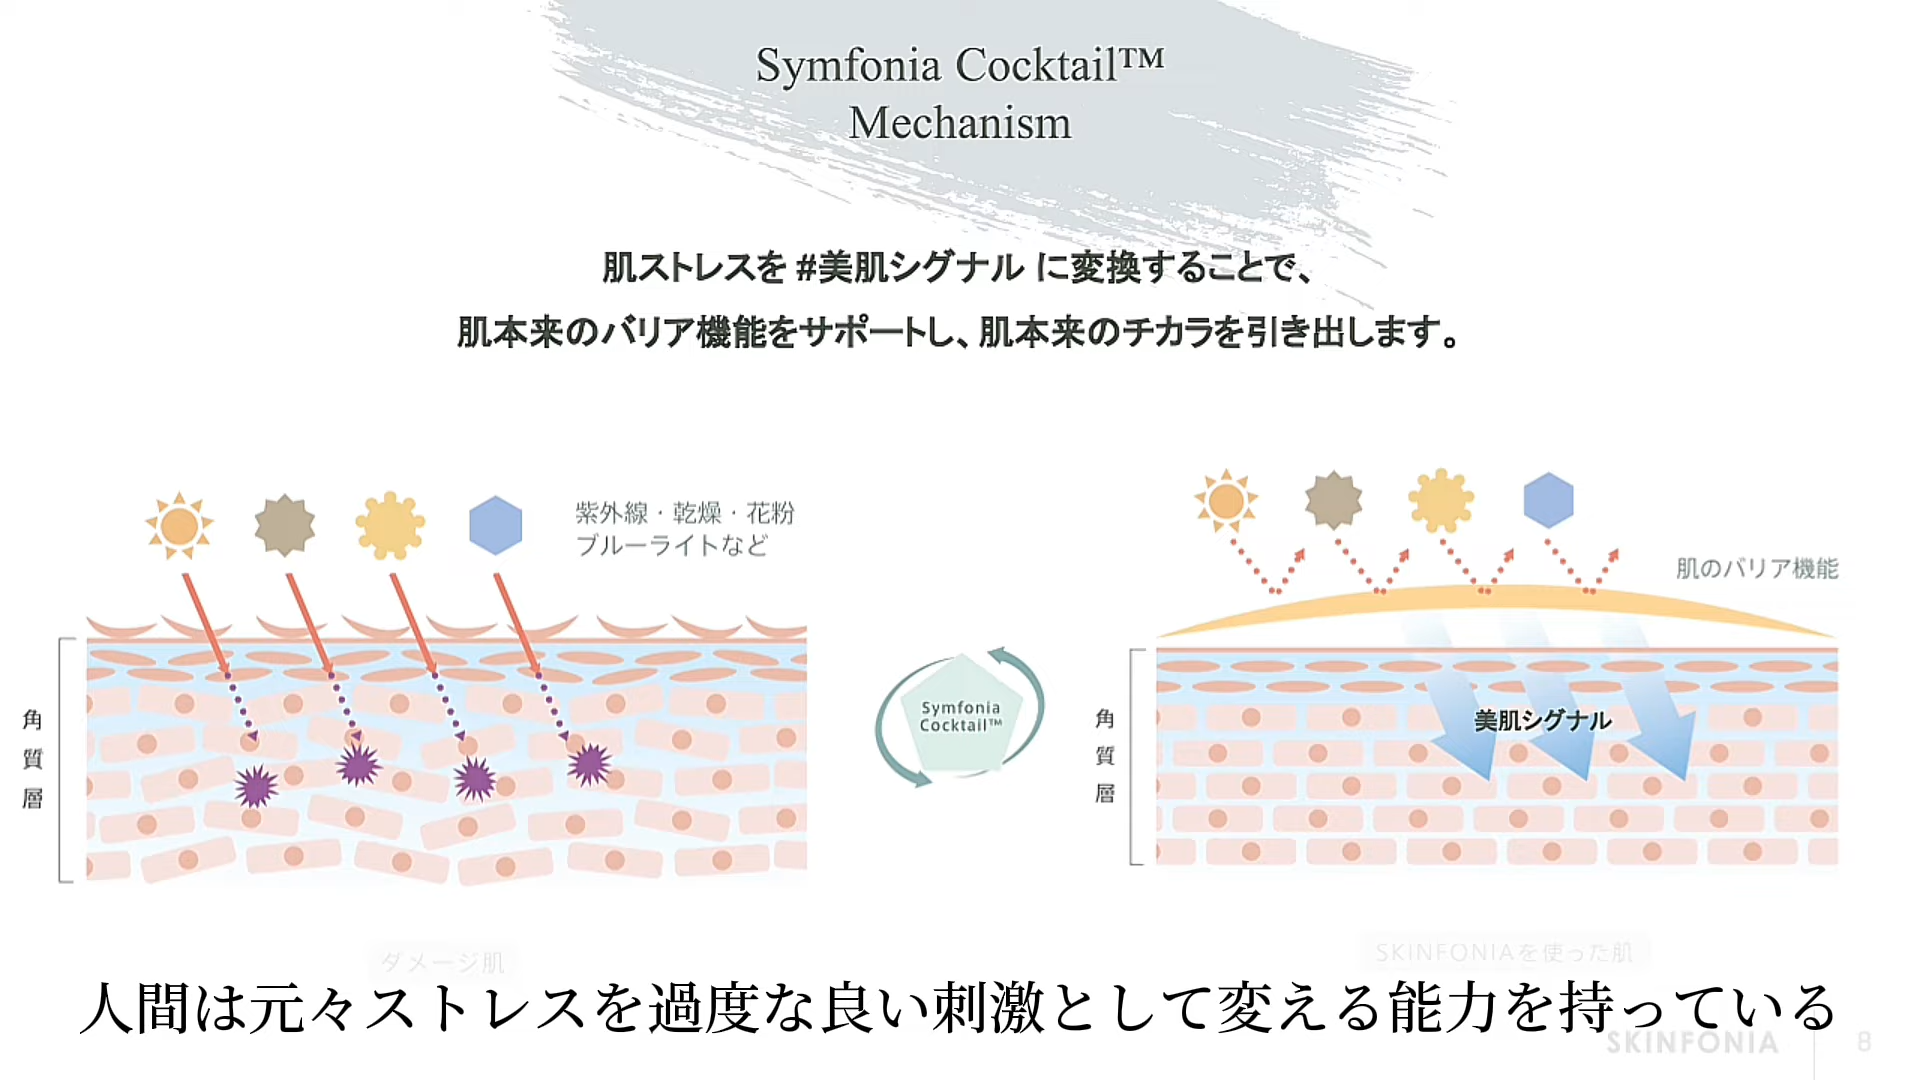 Symfonia Cocktail™
Mechanism
肌ストレスを #美肌シグナル に変換することで、
肌本来のバリア機能をサポートし、肌本来のチカラを引き出します。
紫外線・乾燥・花粉
ブルーライトなど
角質層
ダメージ肌
Symfonia
Cocktail™
肌のバリア機能
角質層
美肌シグナル
SKINFONIAを使った肌
人間は元々ストレスを過度な良い刺激として変える能力を持っている
SKINFONIA
8